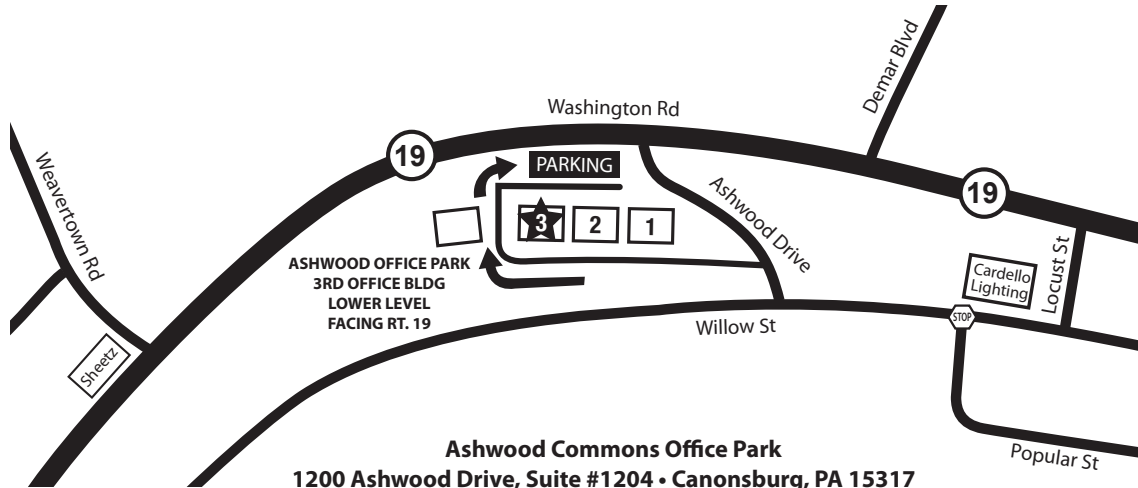 Demar Blvd
Washington Rd
19
PARKING
Weavertown Rd
Ashwood Drive
19
3
2
1
ASHWOOD OFFICE PARK
3RD OFFICE BLDG
LOWER LEVEL
FACING RT. 19
Cardello
Lighting
Locust St
STOP
Willow St
Sheetz
Ashwood Commons Office Park
1200 Ashwood Drive, Suite #1204 • Canonsburg, PA 15317
Popular St